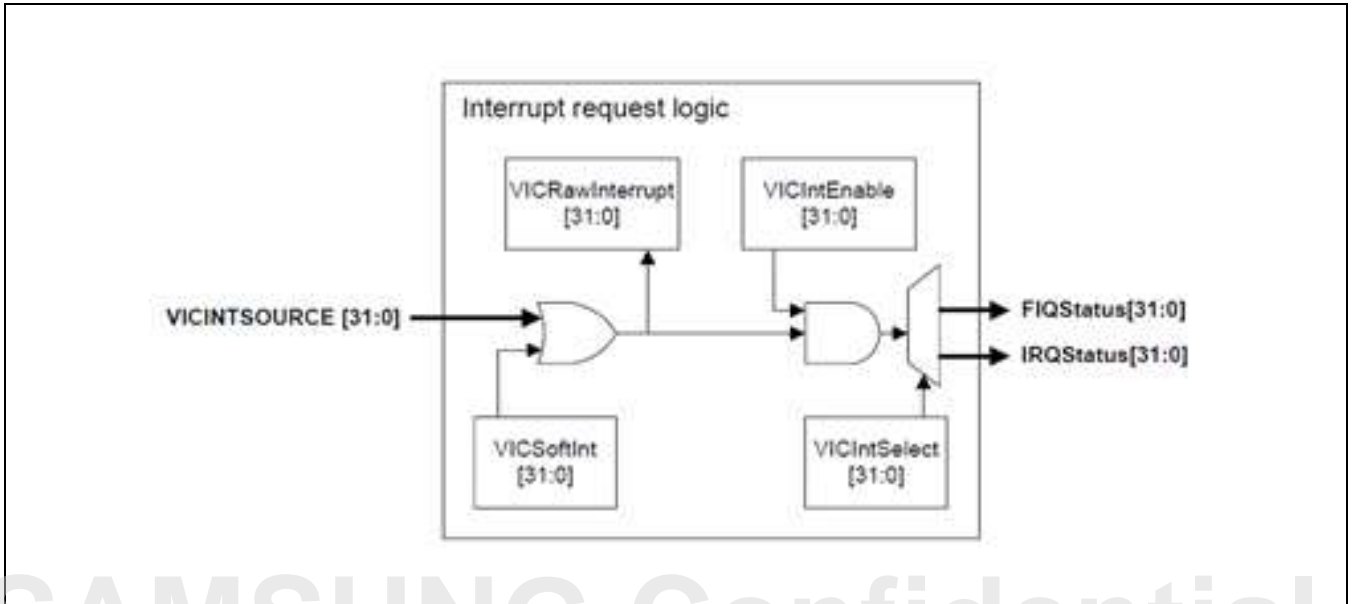 Interrupt request logic
VICRawInterrupt
[31:0]
VICIntEnable
[31:0]
VICINTSOURCE [31:0]
FIQStatus[31:0]
IRQStatus[31:0]
VICSoftInt
[31:0]
VICIntSelect
[31:0]
SAMSUNG Confidential